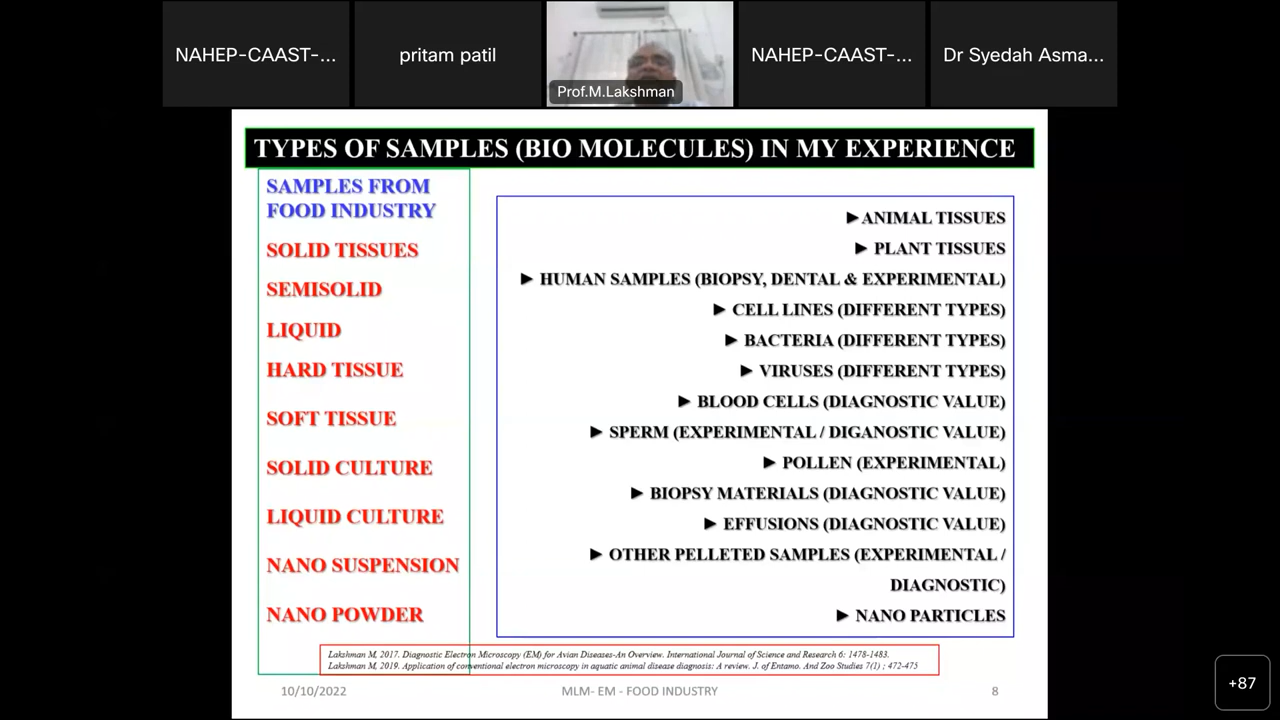 NAHEP-CAAST-...
pritam patil
Prof.M.Lakshman
NAHEP-CAAST-...
Dr Syedah Asma...
TYPES OF SAMPLES (BIO MOLECULES) IN MY EXPERIENCE
SAMPLES FROM
FOOD INDUSTRY
SOLID TISSUES
SEMISOLID
LIQUID
HARD TISSUE
SOFT TISSUE
SOLID CULTURE
LIQUID CULTURE
NANO SUSPENSION
NANO POWDER
►ANIMAL TISSUES
► PLANT TISSUES
► HUMAN SAMPLES (BIOPSY, DENTAL & EXPERIMENTAL)
► CELL LINES (DIFFERENT TYPES)
► BACTERIA (DIFFERENT TYPES)
► VIRUSES (DIFFERENT TYPES)
► BLOOD CELLS (DIAGNOSTIC VALUE)
► SPERM (EXPERIMENTAL / DIGANOSTIC VALUE)
► POLLEN (EXPERIMENTAL)
► BIOPSY MATERIALS (DIAGNOSTIC VALUE)
► EFFUSIONS (DIAGNOSTIC VALUE)
► OTHER PELLETED SAMPLES (EXPERIMENTAL /
DIAGNOSTIC)
► NANO PARTICLES
Lakshman M, 2017. Diagnostic Electron Microscopy (EM) for Avian Diseases-An Overview. International Journal of Science and Research 6: 1478-1483.
Lakshman M, 2019. Application of conventional electron microscopy in aquatic animal disease diagnosis: A review. J. of Entamo. And Zoo Studies 7(1) ; 472-475
10/10/2022
MLM- EM - FOOD INDUSTRY
8
+87